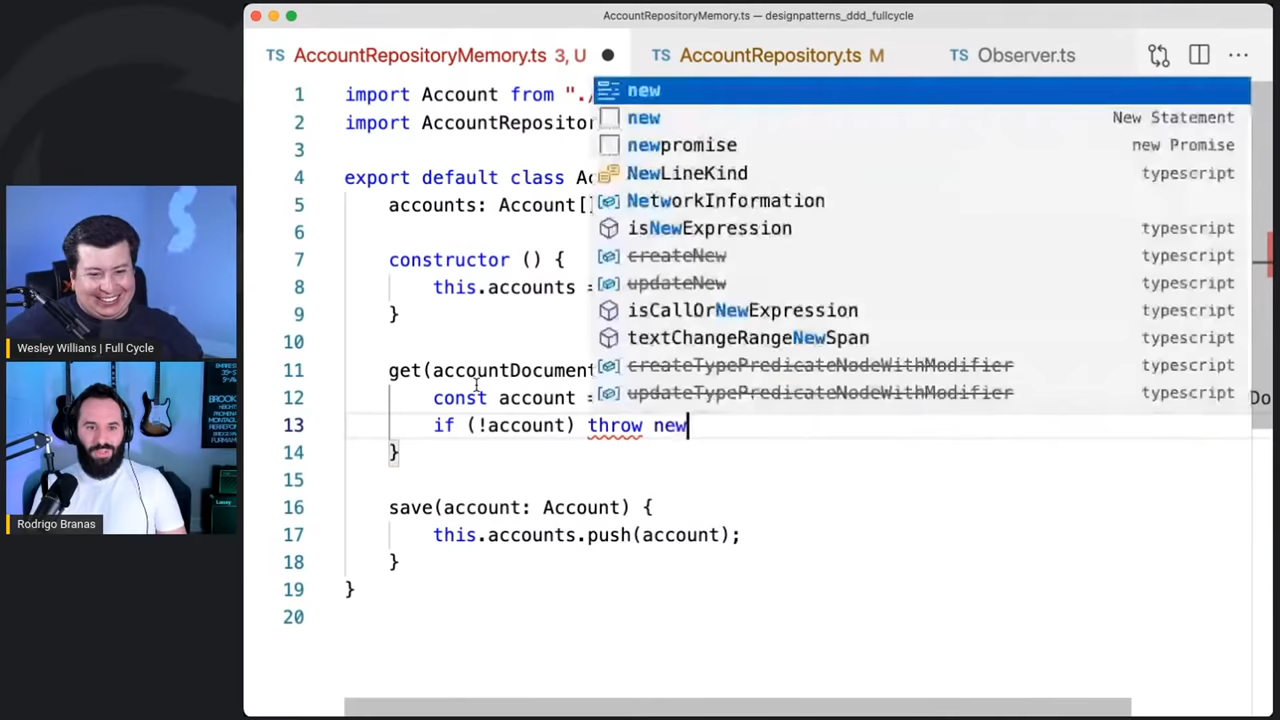 AccountRepositoryMemory.ts — designpatterns_ddd_fullcycle
TS AccountRepositoryMemory.ts 3, U
TS AccountRepository.ts M
TS Observer.ts
1 import Account from "./
2 import AccountRepositor
3
4 export default class Ac
5 accounts: Account[]
6
7 constructor () {
8 this.accounts =
9 }
10
11 get(accountDocument
12 const account =
Do
13 if (!account) throw new
14 }
15
16 save(account: Account) {
17 this.accounts.push(account);
18 }
19 }
20
new
new New Statement
newpromise new Promise
NewLineKind typescript
NetworkInformation
isNewExpression typescript
createNew typescript
updateNew typescript
isCallOrNewExpression typescript
textChangeRangeNewSpan typescript
createTypePredicateNodeWithModifier typescript
updateTypePredicateNodeWithModifier typescript
Wesley Willians | Full Cycle
BROOK
Rodrigo Branas